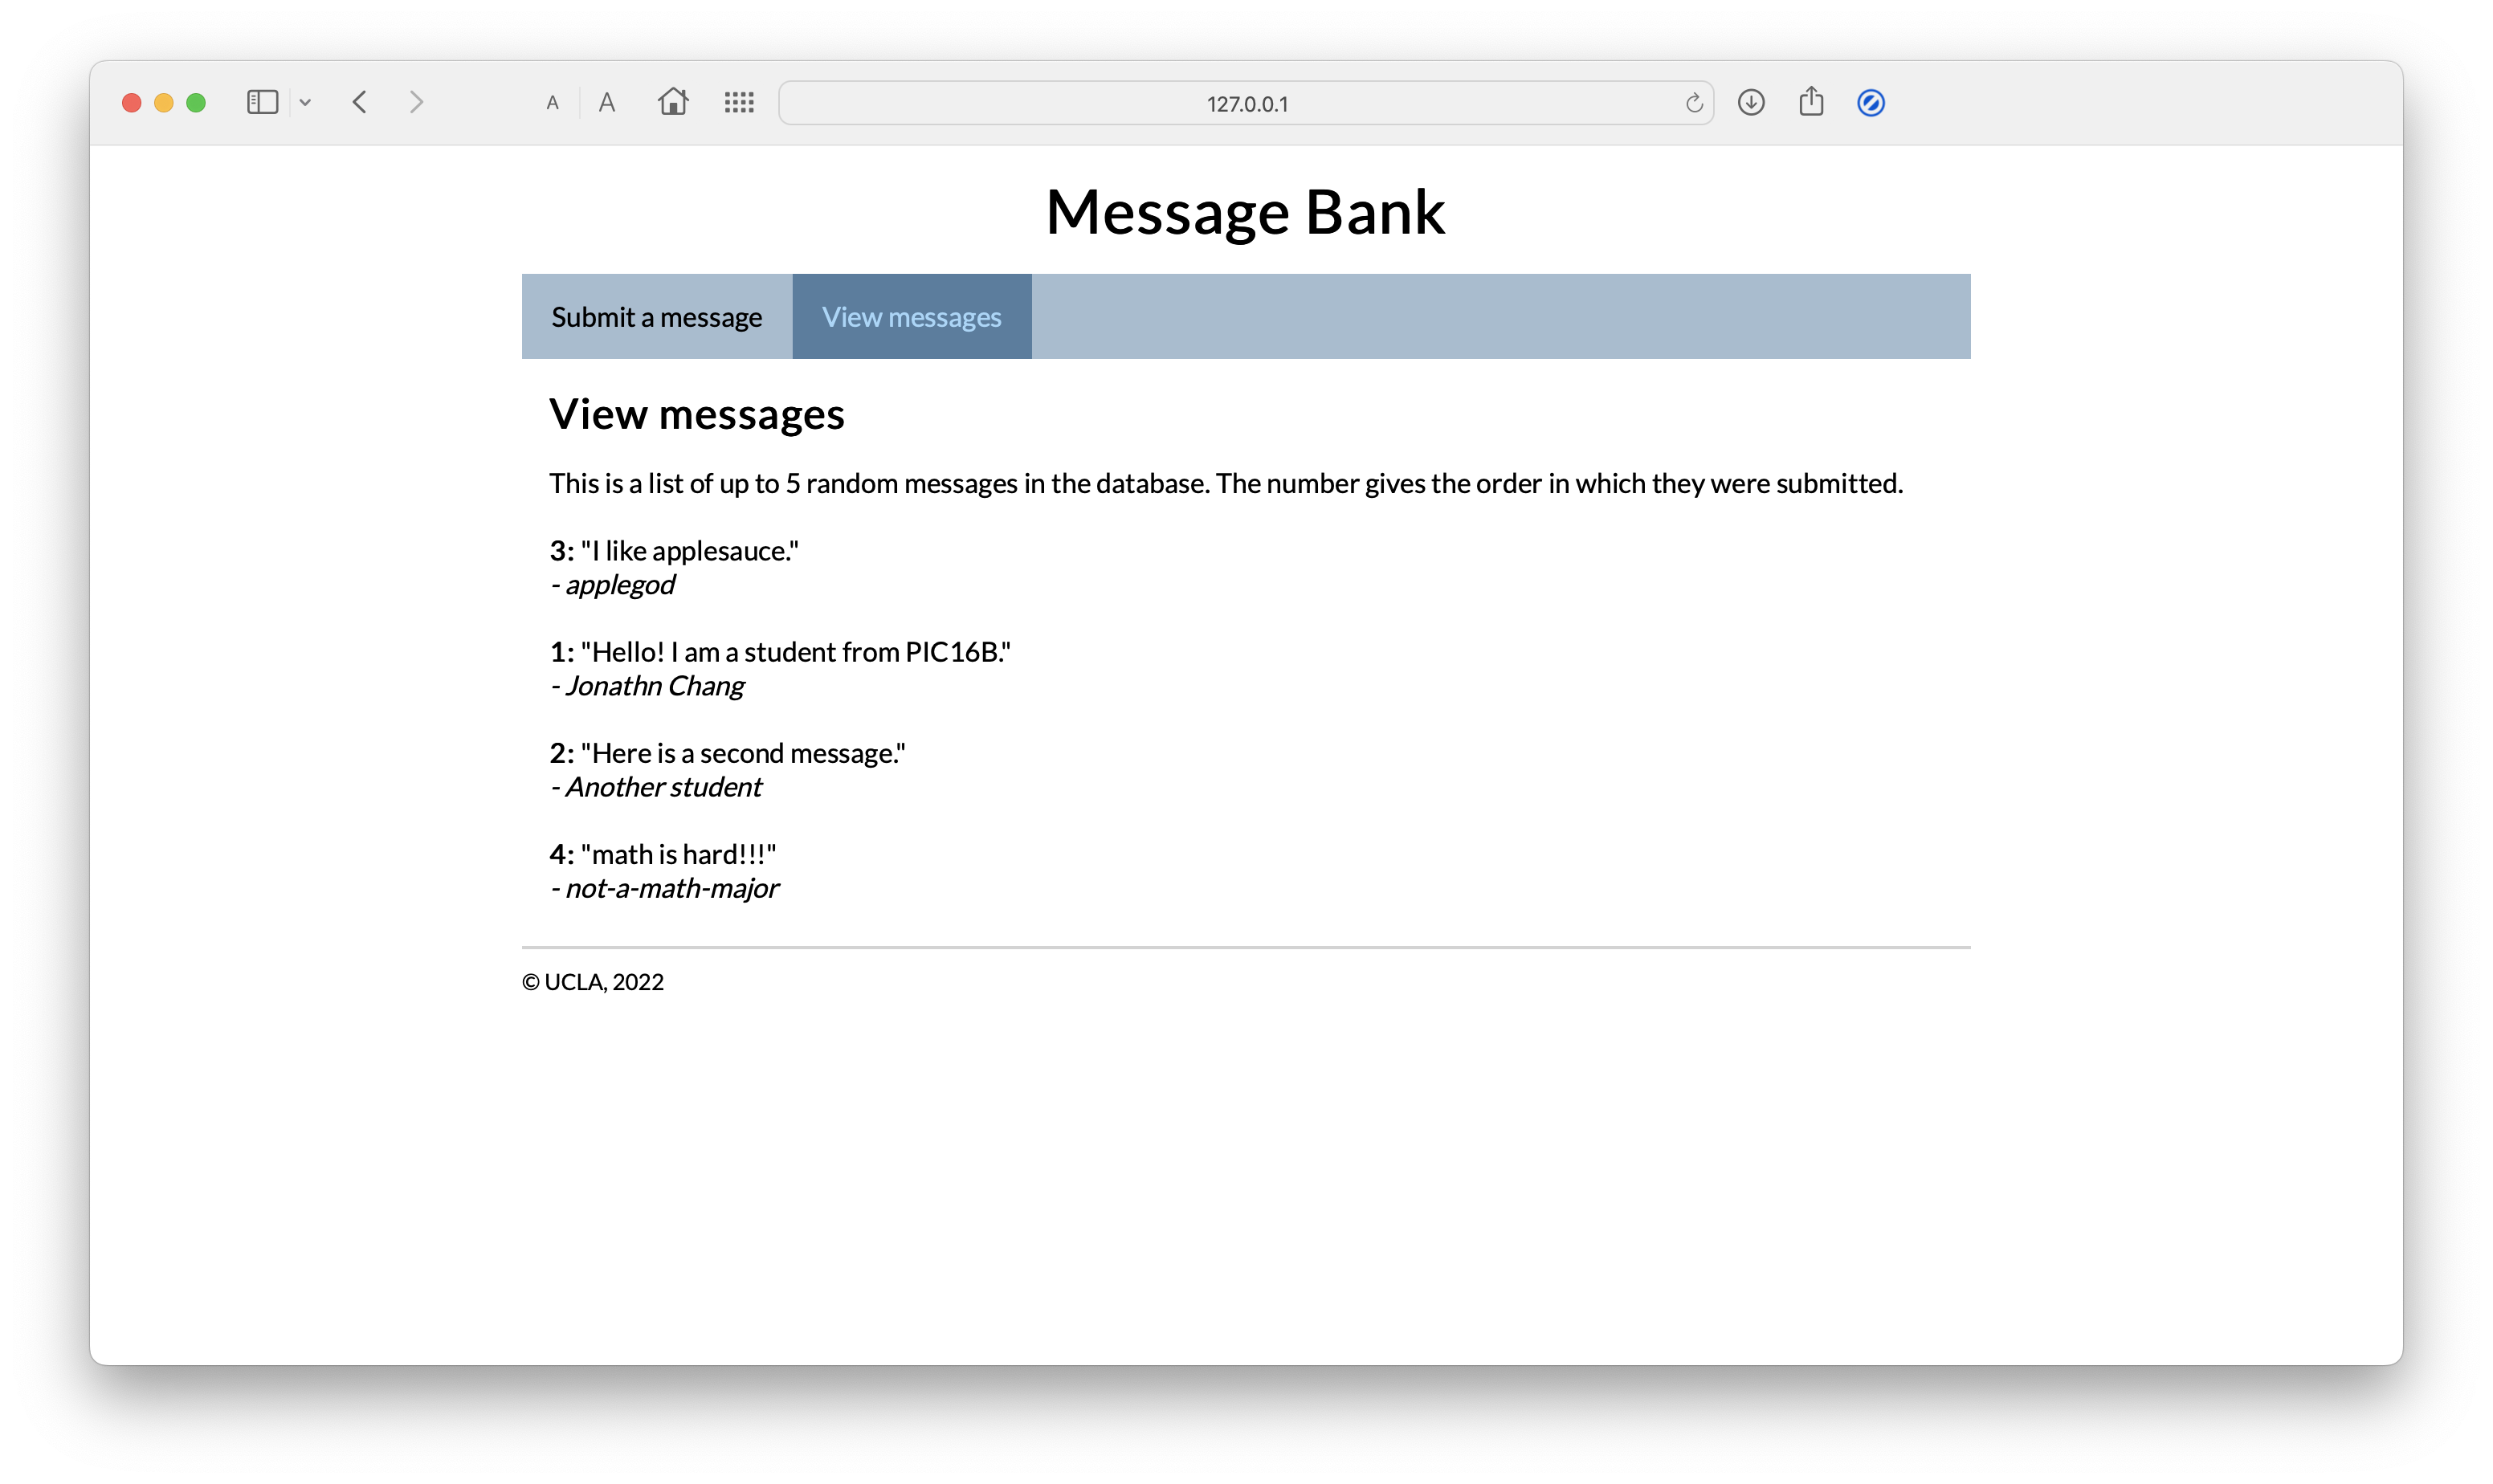 A A 127.0.0.1
Message Bank
Submit a message View messages
View messages
This is a list of up to 5 random messages in the database. The number gives the order in which they were submitted.
3: "I like applesauce."
- applegod
1: "Hello! I am a student from PIC16B."
- Jonathn Chang
2: "Here is a second message."
- Another student
4: "math is hard!!!"
- not-a-math-major
© UCLA, 2022